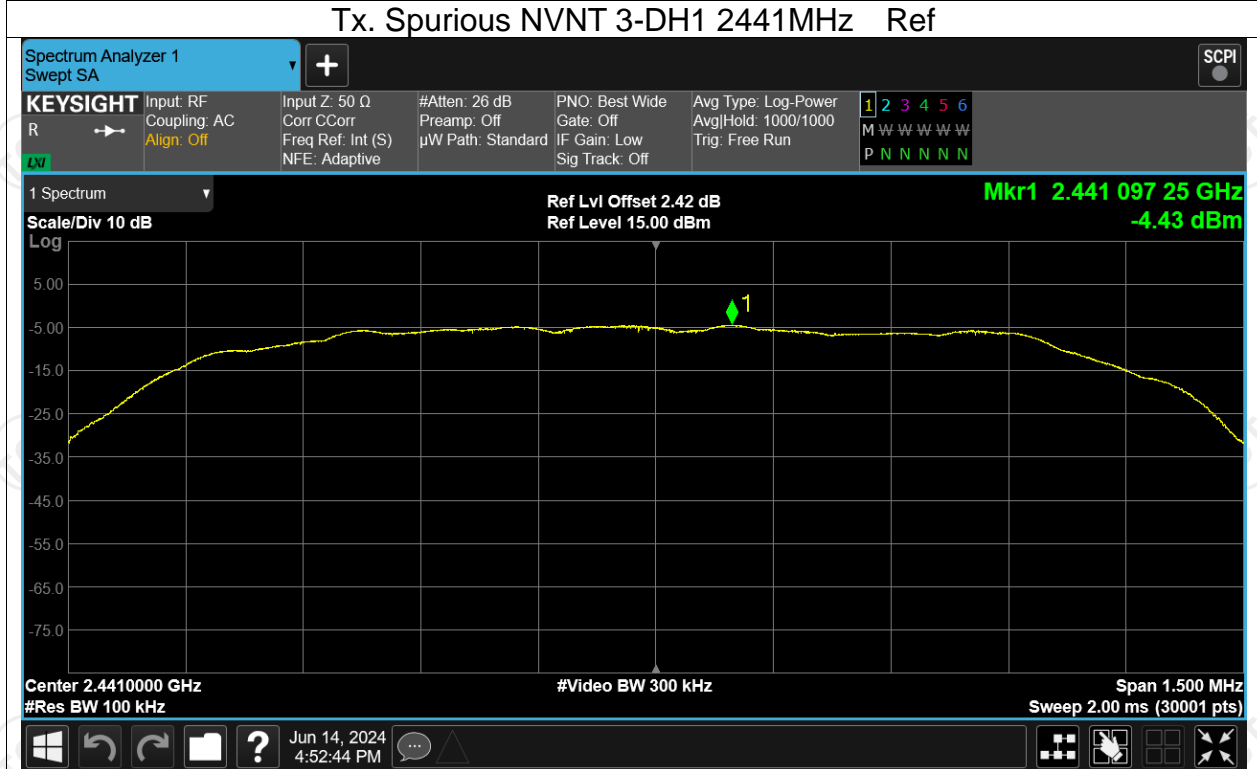 Tx. Spurious NVNT 3-DH1 2441MHz Ref
Spectrum Analyzer 1
Swept SA
+
SCPI
KEYSIGHT
R
LXI
Input: RF
Coupling: AC
Align: Off
Input Z: 50 Ω
Corr CCorr
Freq Ref: Int (S)
NFE: Adaptive
#Atten: 26 dB
Preamp: Off
µW Path: Standard
PNO: Best Wide
Gate: Off
IF Gain: Low
Sig Track: Off
Avg Type: Log-Power
Avg|Hold: 1000/1000
Trig: Free Run
1 2 3 4 5 6
M W W W W W
P N N N N N
1 Spectrum
Scale/Div 10 dB
Ref Lvl Offset 2.42 dB
Ref Level 15.00 dBm
Mkr1 2.441 097 25 GHz
-4.43 dBm
Log
5.00
-5.00
-15.0
-25.0
-35.0
-45.0
-55.0
-65.0
-75.0
1
Center 2.4410000 GHz
#Res BW 100 kHz
#Video BW 300 kHz
Span 1.500 MHz
Sweep 2.00 ms (30001 pts)
?
Jun 14, 2024
4:52:44 PM